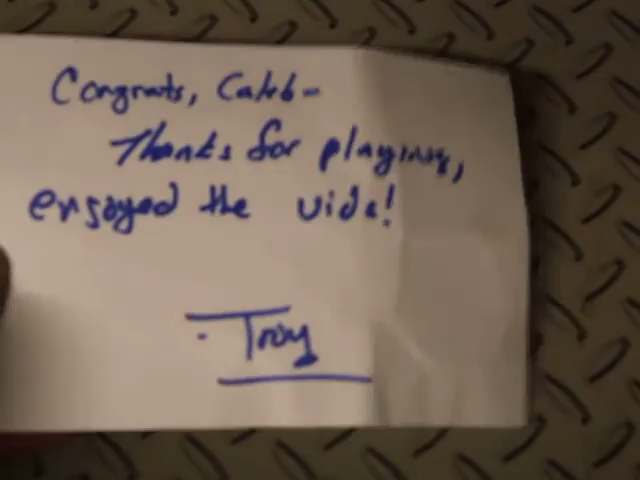 Congrats, Caleb-
Thanks for playing,
enjoyed the vids!
- Troy